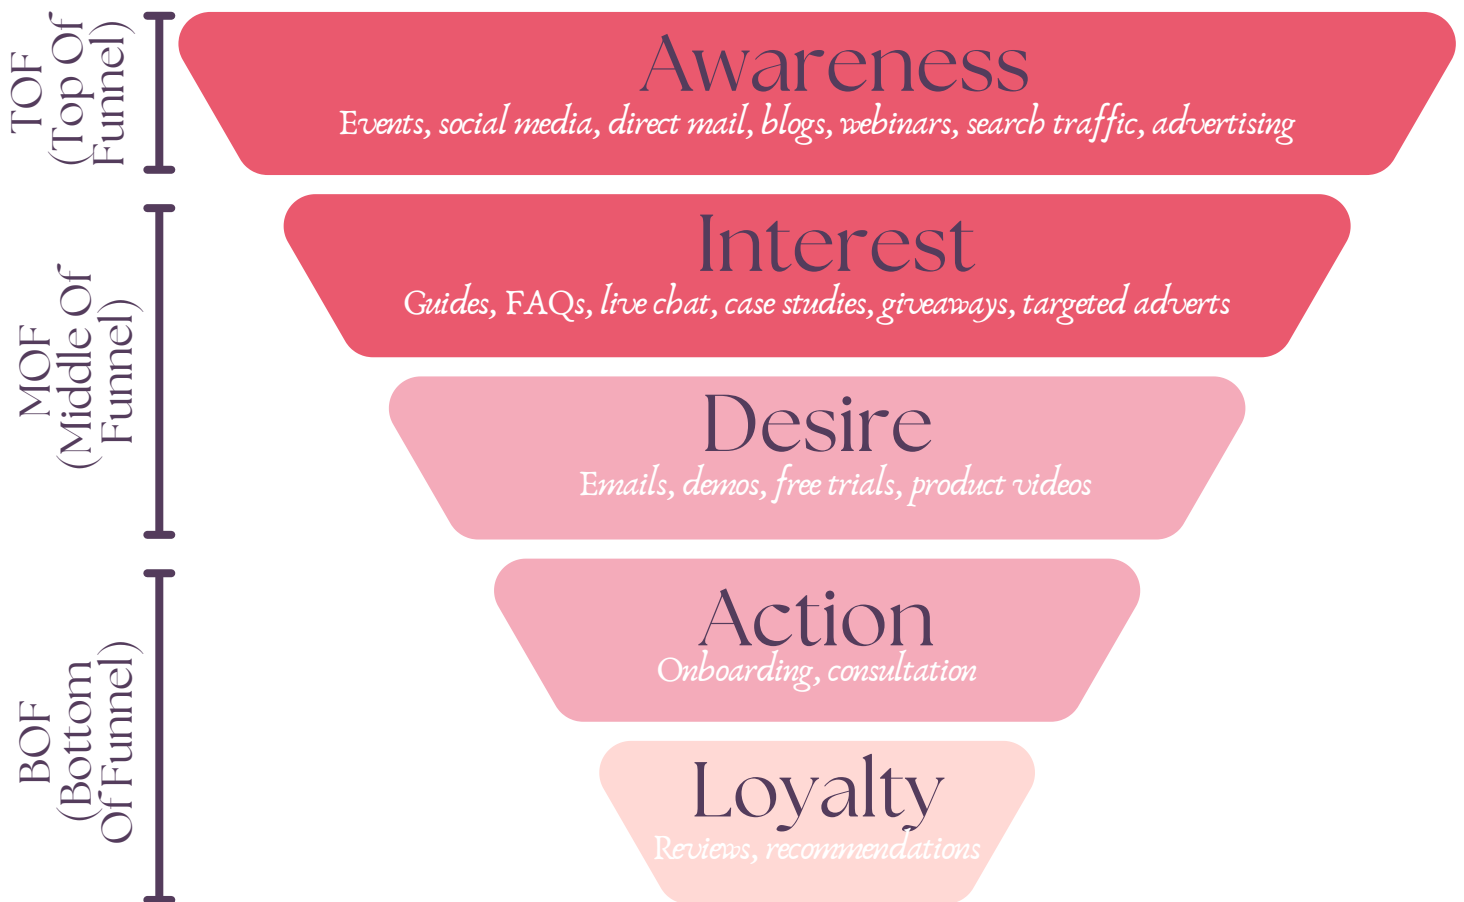 TOF
(Top Of
Funnel)
Awareness
Events, social media, direct mail, blogs, webinars, search traffic, advertising
MOF
(Middle Of
Funnel)
Interest
Guides, FAQs, live chat, case studies, giveaways, targeted adverts
Desire
Emails, demos, free trials, product videos
BOF
(Bottom
Of Funnel)
Action
Onboarding, consultation
Loyalty
Reviews, recommendations